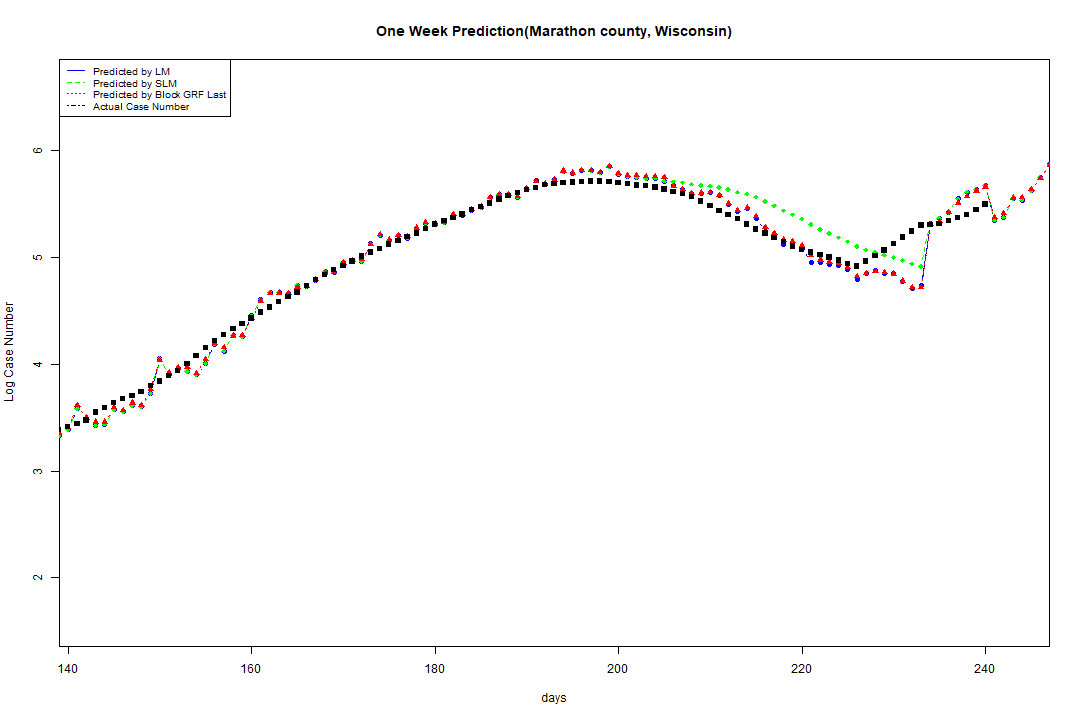 One Week Prediction(Marathon county, Wisconsin)
Predicted by LM
Predicted by SLM
Predicted by Block GRF Last
Actual Case Number
6
5
4
3
2
Log Case Number
140 160 180 200 220 240
days